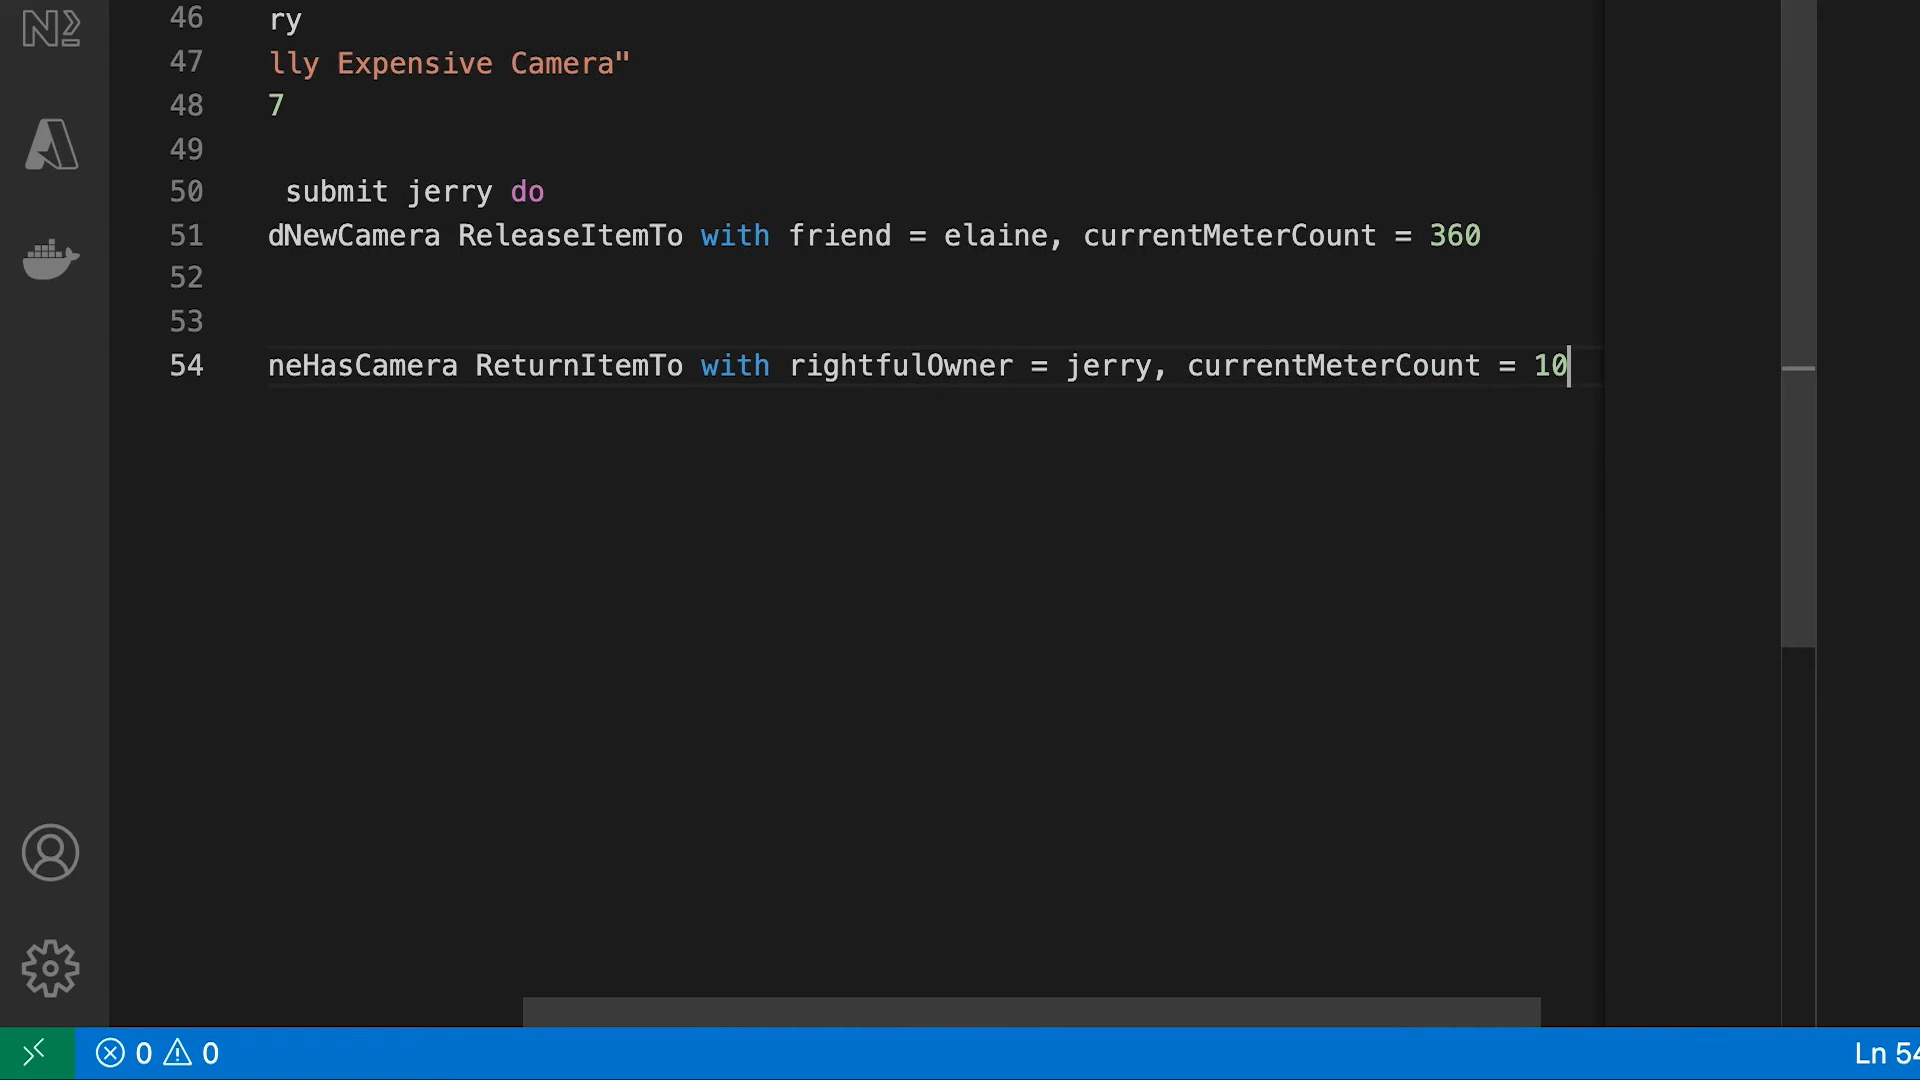 46 ry
47 lly Expensive Camera"
48 7
49
50 submit jerry do
51 dNewCamera ReleaseItemTo with friend = elaine, currentMeterCount = 360
52
53
54 neHasCamera ReturnItemTo with rightfulOwner = jerry, currentMeterCount = 10
0 0 Ln 54